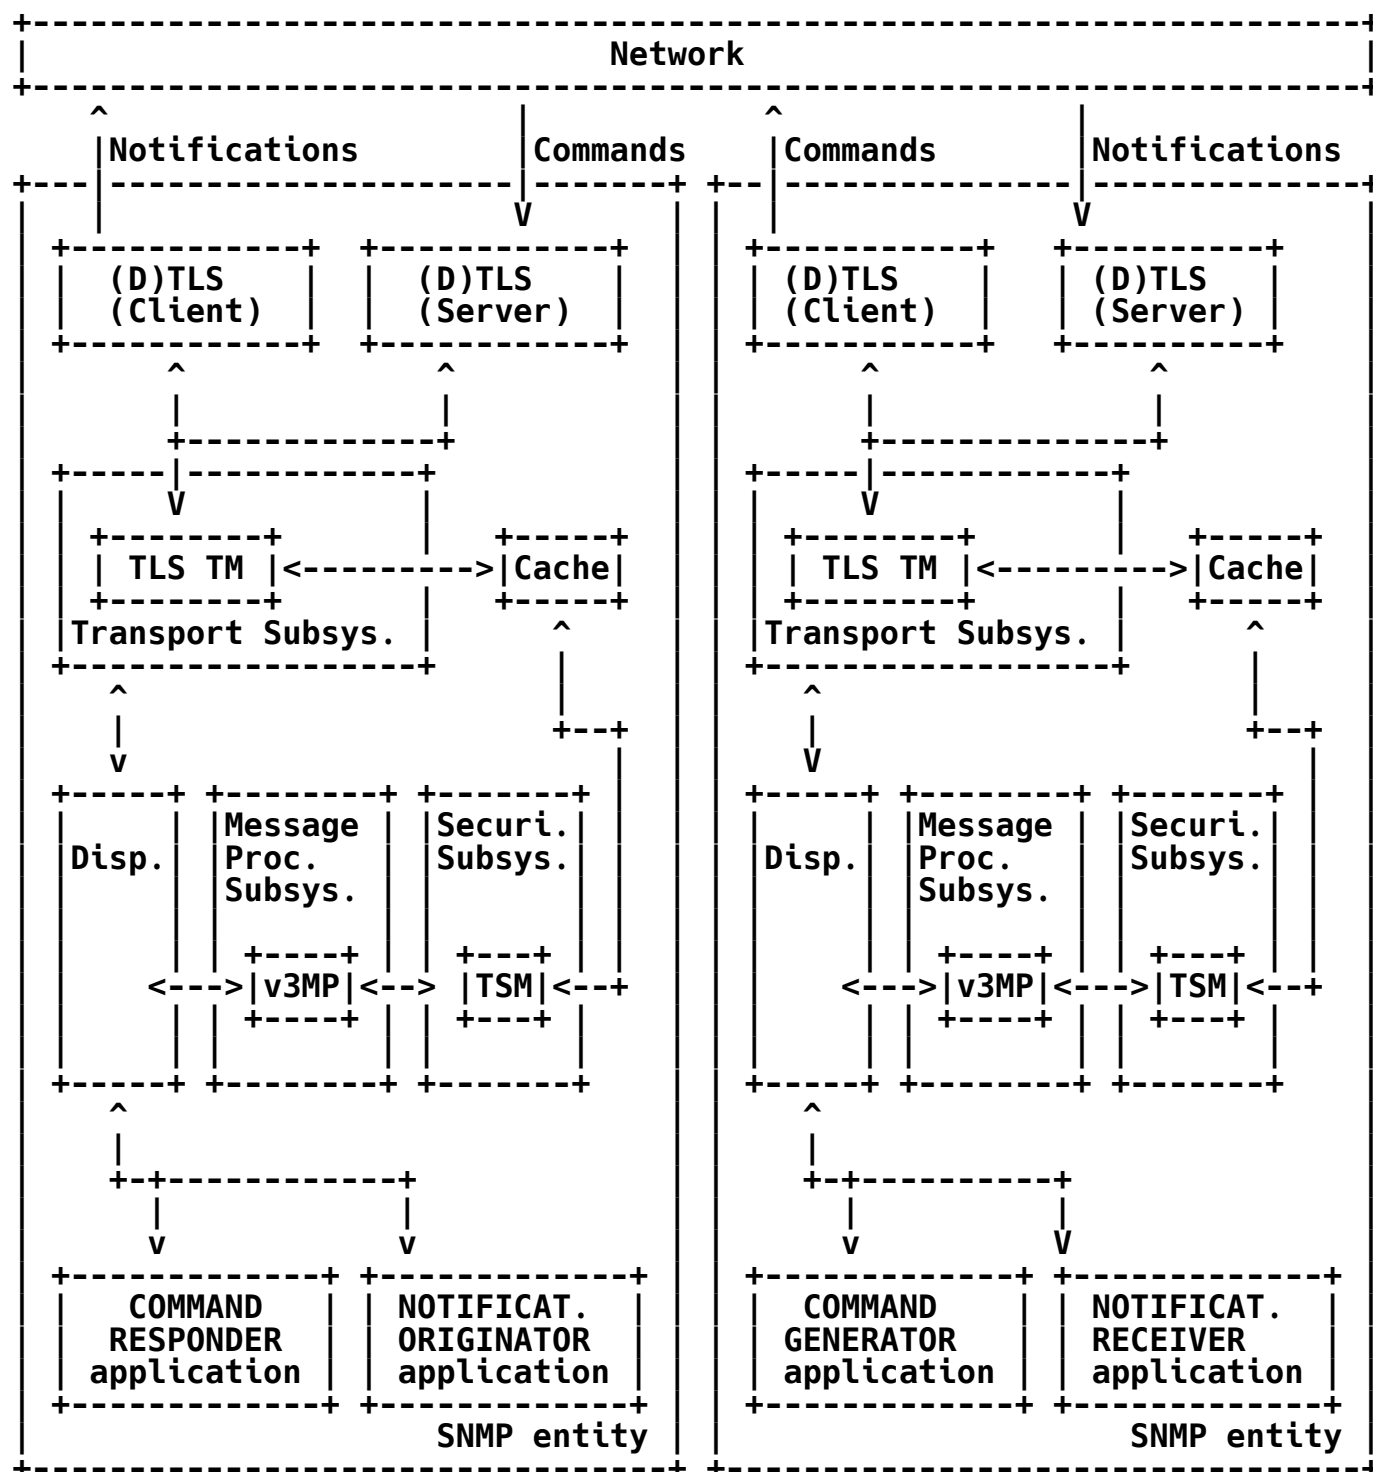 Network
Notifications Commands Commands Notifications
(D)TLS (D)TLS (D)TLS (D)TLS
(Client) (Server) (Client) (Server)
TLS TM Cache TLS TM Cache
Transport Subsys. Transport Subsys.
Message Securi. Message Securi.
Disp. Proc. Subsys. Disp. Proc. Subsys.
Subsys. Subsys.
v3MP TSM v3MP TSM
COMMAND NOTIFICAT. COMMAND NOTIFICAT.
RESPONDER ORIGINATOR GENERATOR RECEIVER
application application application application
SNMP entity SNMP entity